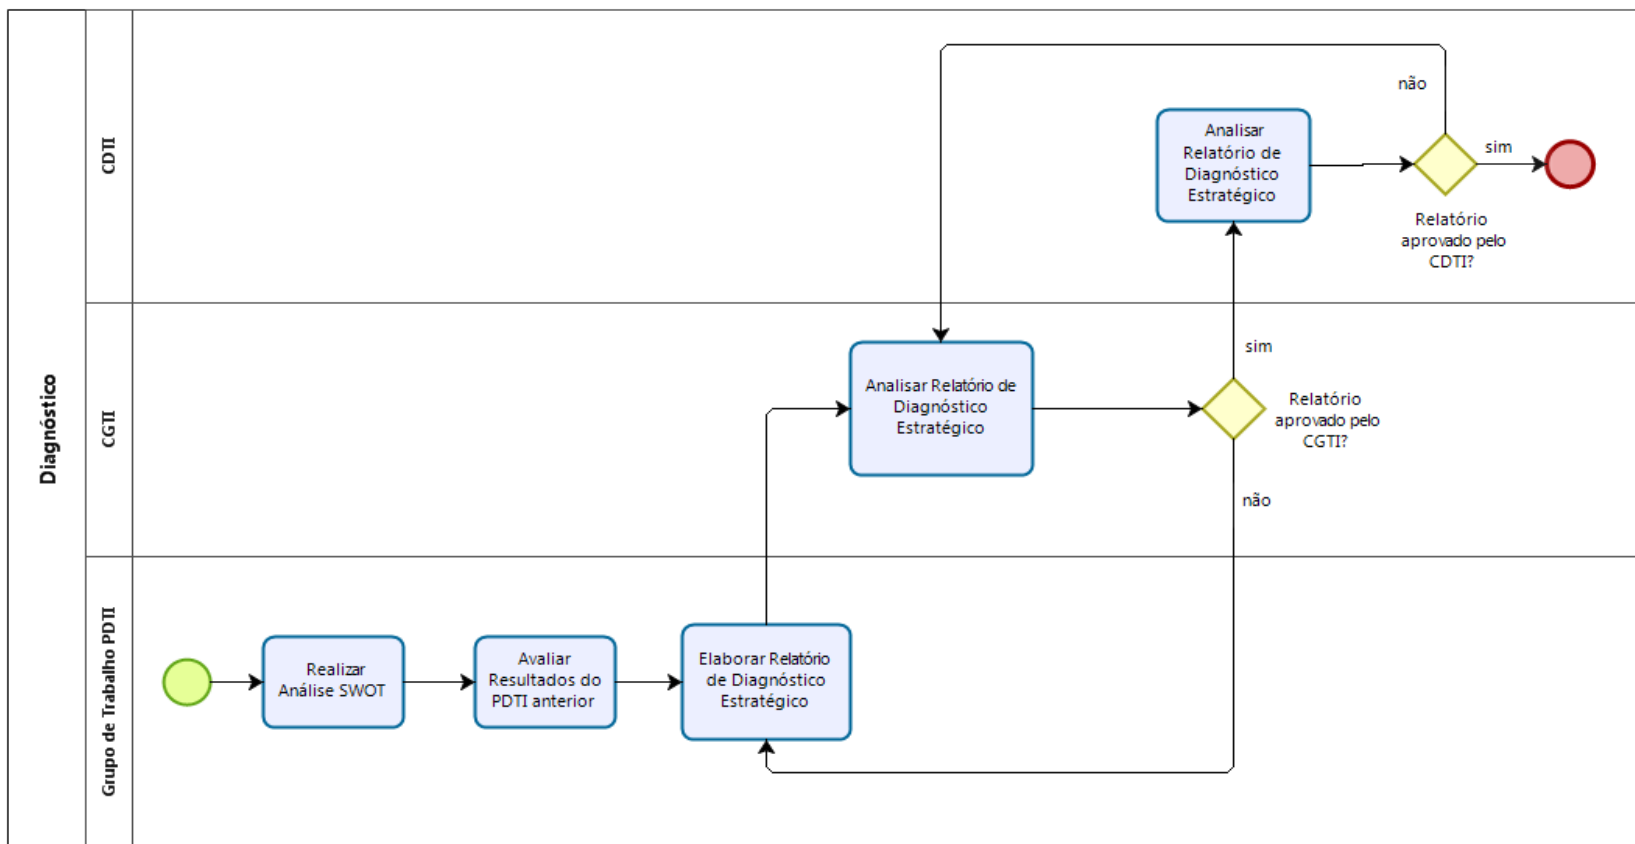 Diagnóstico
CDTI
não
Analisar
Relatório de
Diagnóstico
Estratégico
sim
Relatório
aprovado pelo
CDTI?
CGTI
sim
Analisar Relatório de
Diagnóstico
Estratégico
Relatório
aprovado pelo
CGTI?
não
Grupo de Trabalho PDTI
Realizar
Análise SWOT
Avaliar
Resultados do
PDTI anterior
Elaborar Relatório
de Diagnóstico
Estratégico